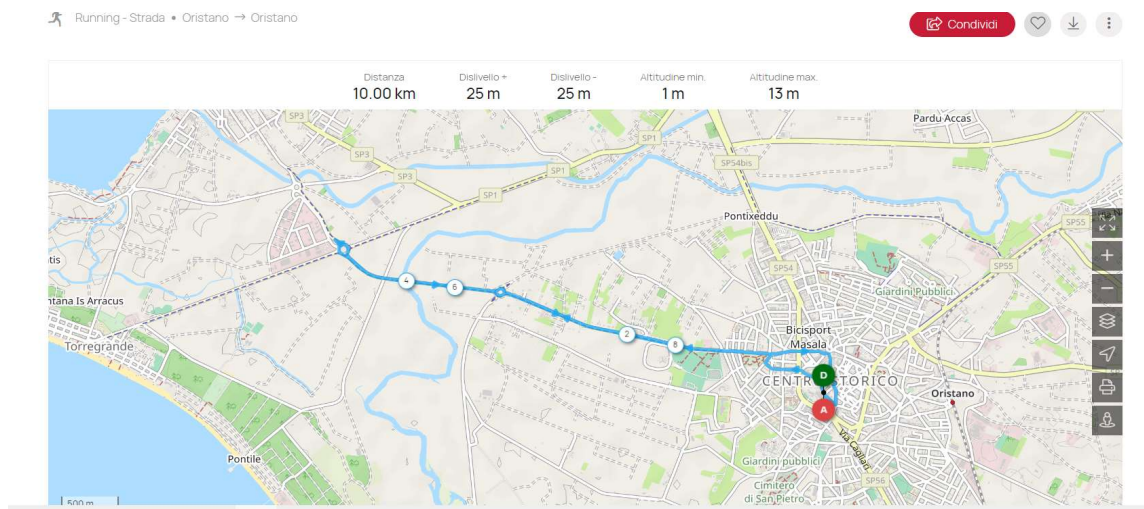 Running - Strada • Oristano → Oristano
Condividi
Distanza
10.00 km
Dislivello +
25 m
Dislivello -
25 m
Altitudine min.
1 m
Altitudine max.
13 m
SP3
Pardu Accas
SP1
SP3
SP1
SP54bis
SP1
Pontixeddu
SP55
tis
SP54
SP55
4
6
Giardini Pubblici
ntana Is Arracus
Torregrande
2
8
Bicisport
Masala
D
CENTRO STORICO
Oristano
A
Via Cagliari
Pontile
Giardini pubblici
SP56
Cimitero
di San Pietro
500 m